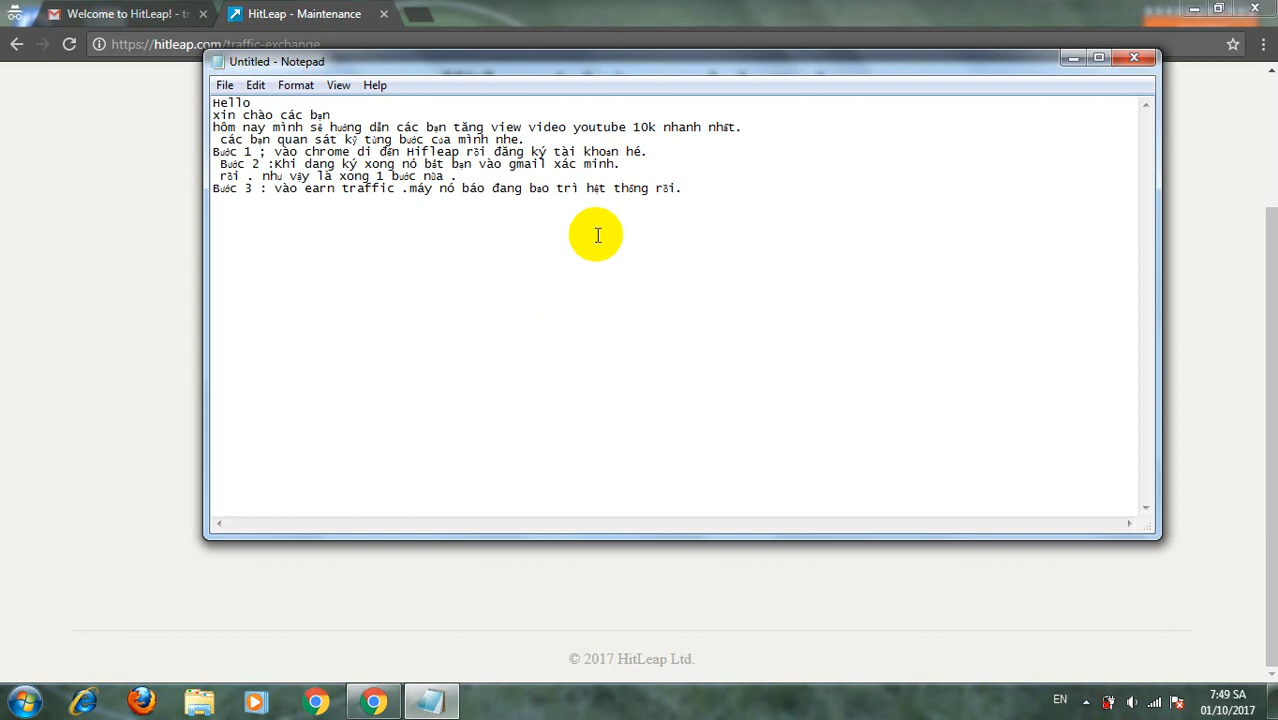 Welcome to HitLeap! - tr
HitLeap - Maintenance
https://hitleap.com/traffic-exchange
Untitled - Notepad
File Edit Format View Help
Hello
xin chào các bạn
hôm nay mình sẽ hướng dẫn các bạn tăng view video youtube 10k nhanh nhất.
các bạn quan sát kỹ từng bước của mình nhe.
Bước 1 ; vào chrome di đến Hifleap rồi đăng ký tài khoản hé.
Bước 2 :Khi dang ký xong nó bắt bạn vào gmail xác minh.
rồi . như vậy là xong 1 bước nữa .
Bước 3 : vào earn traffic .máy nó báo đang bạo trì hệt thống rồi.
© 2017 HitLeap Ltd.
EN
7:49 SA
01/10/2017